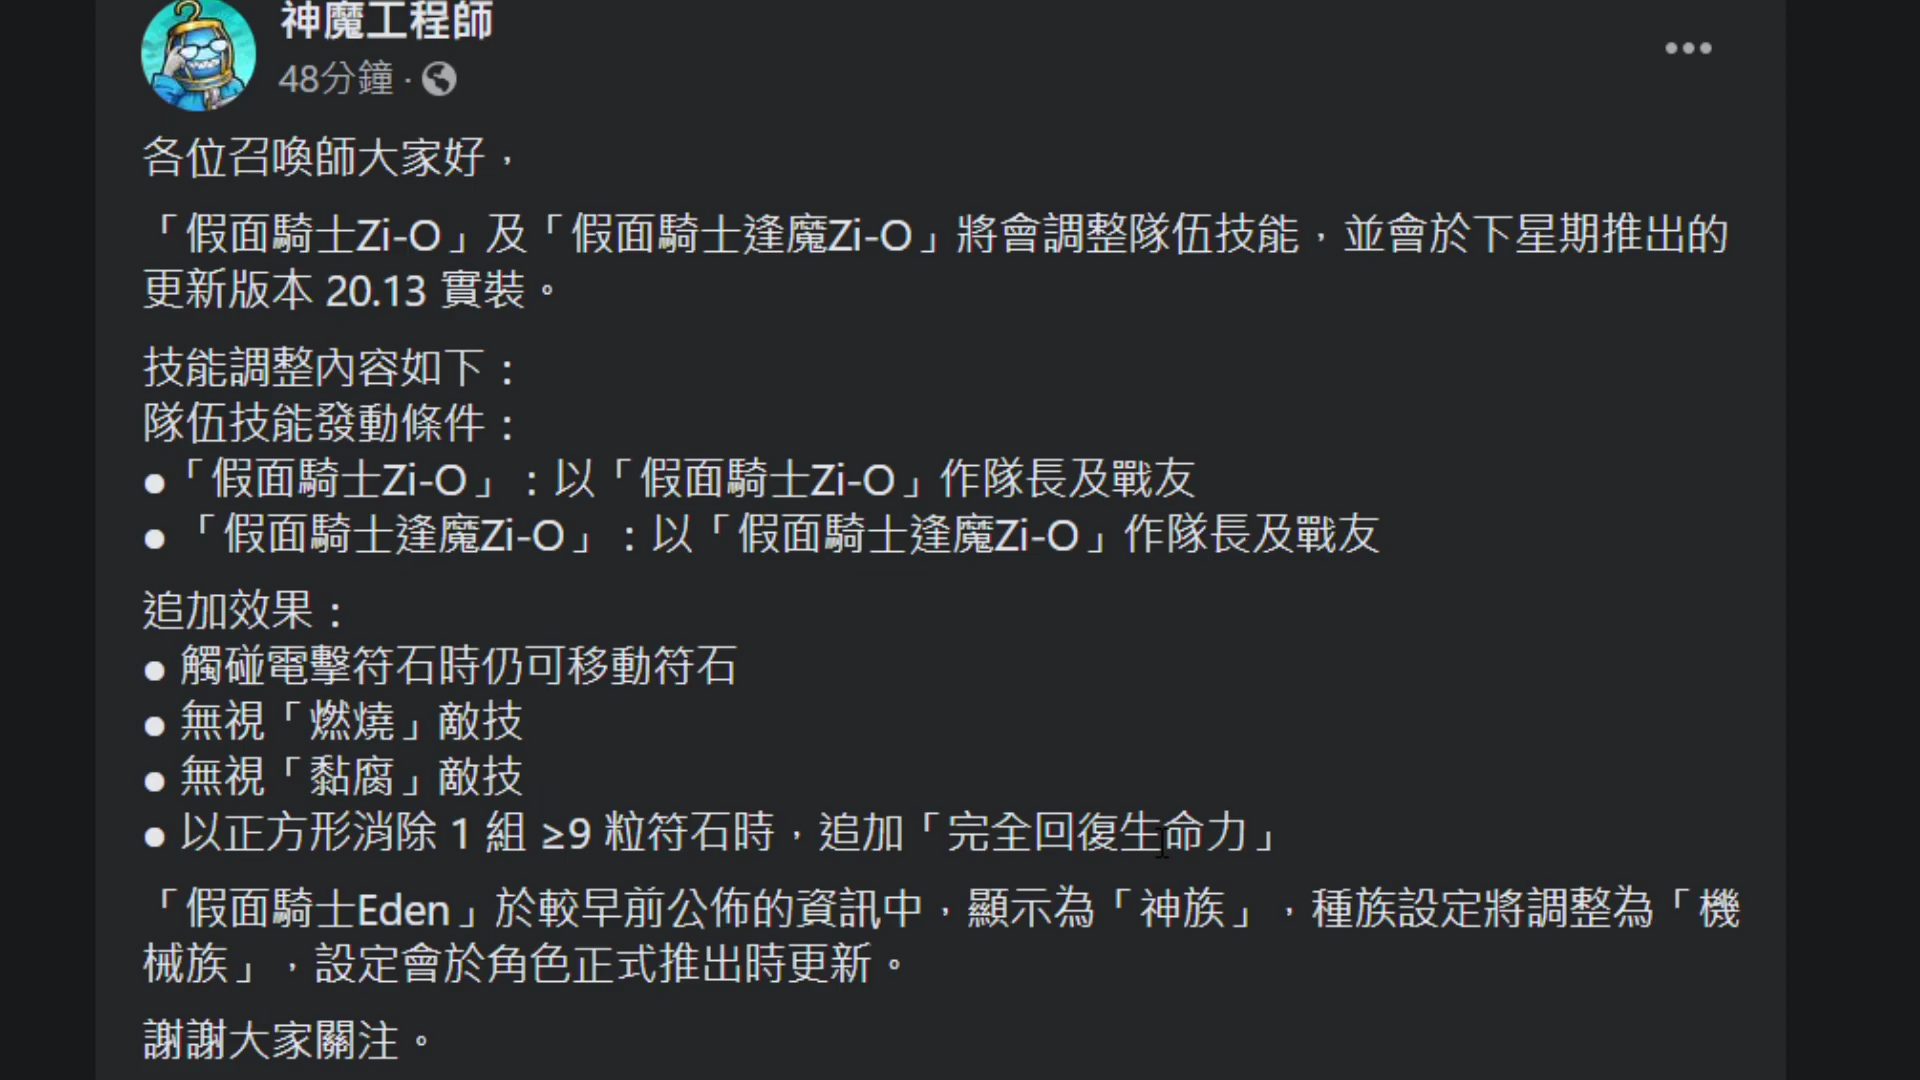 神魔工程師
48分鐘 ·
各位召喚師大家好，
「假面騎士Zi-O」及「假面騎士逢魔Zi-O」將會調整隊伍技能，並會於下星期推出的
更新版本 20.13 實裝。
技能調整內容如下：
隊伍技能發動條件：
●「假面騎士Zi-O」：以「假面騎士Zi-O」作隊長及戰友
● 「假面騎士逢魔Zi-O」：以「假面騎士逢魔Zi-O」作隊長及戰友
追加效果：
● 觸碰電擊符石時仍可移動符石
● 無視「燃燒」敵技
● 無視「黏腐」敵技
● 以正方形消除 1 組 ≥9 粒符石時，追加「完全回復生命力」
「假面騎士Eden」於較早前公佈的資訊中，顯示為「神族」，種族設定將調整為「機
械族」，設定會於角色正式推出時更新。
謝謝大家關注。